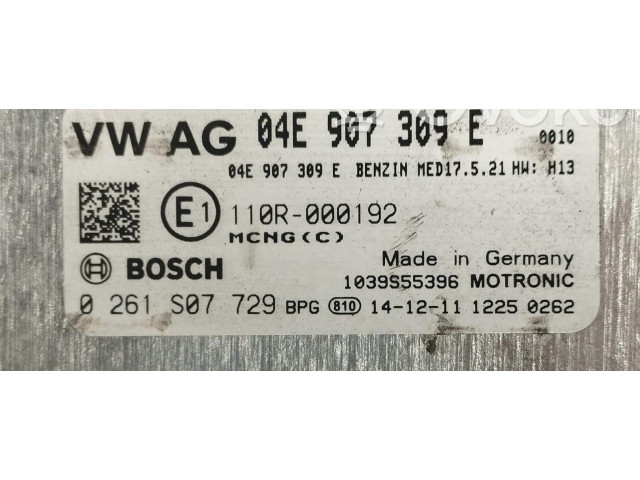 VW AG 04E 907 309 E 0010
04E 907 309 E BENZIN MED17.5.21 HW: H13
E1 110R-000192
MCNG(C)
BOSCH Made in Germany
1039S55396 MOTRONIC
0 261 S07 729 BPG 810 14-12-11 1225 0262